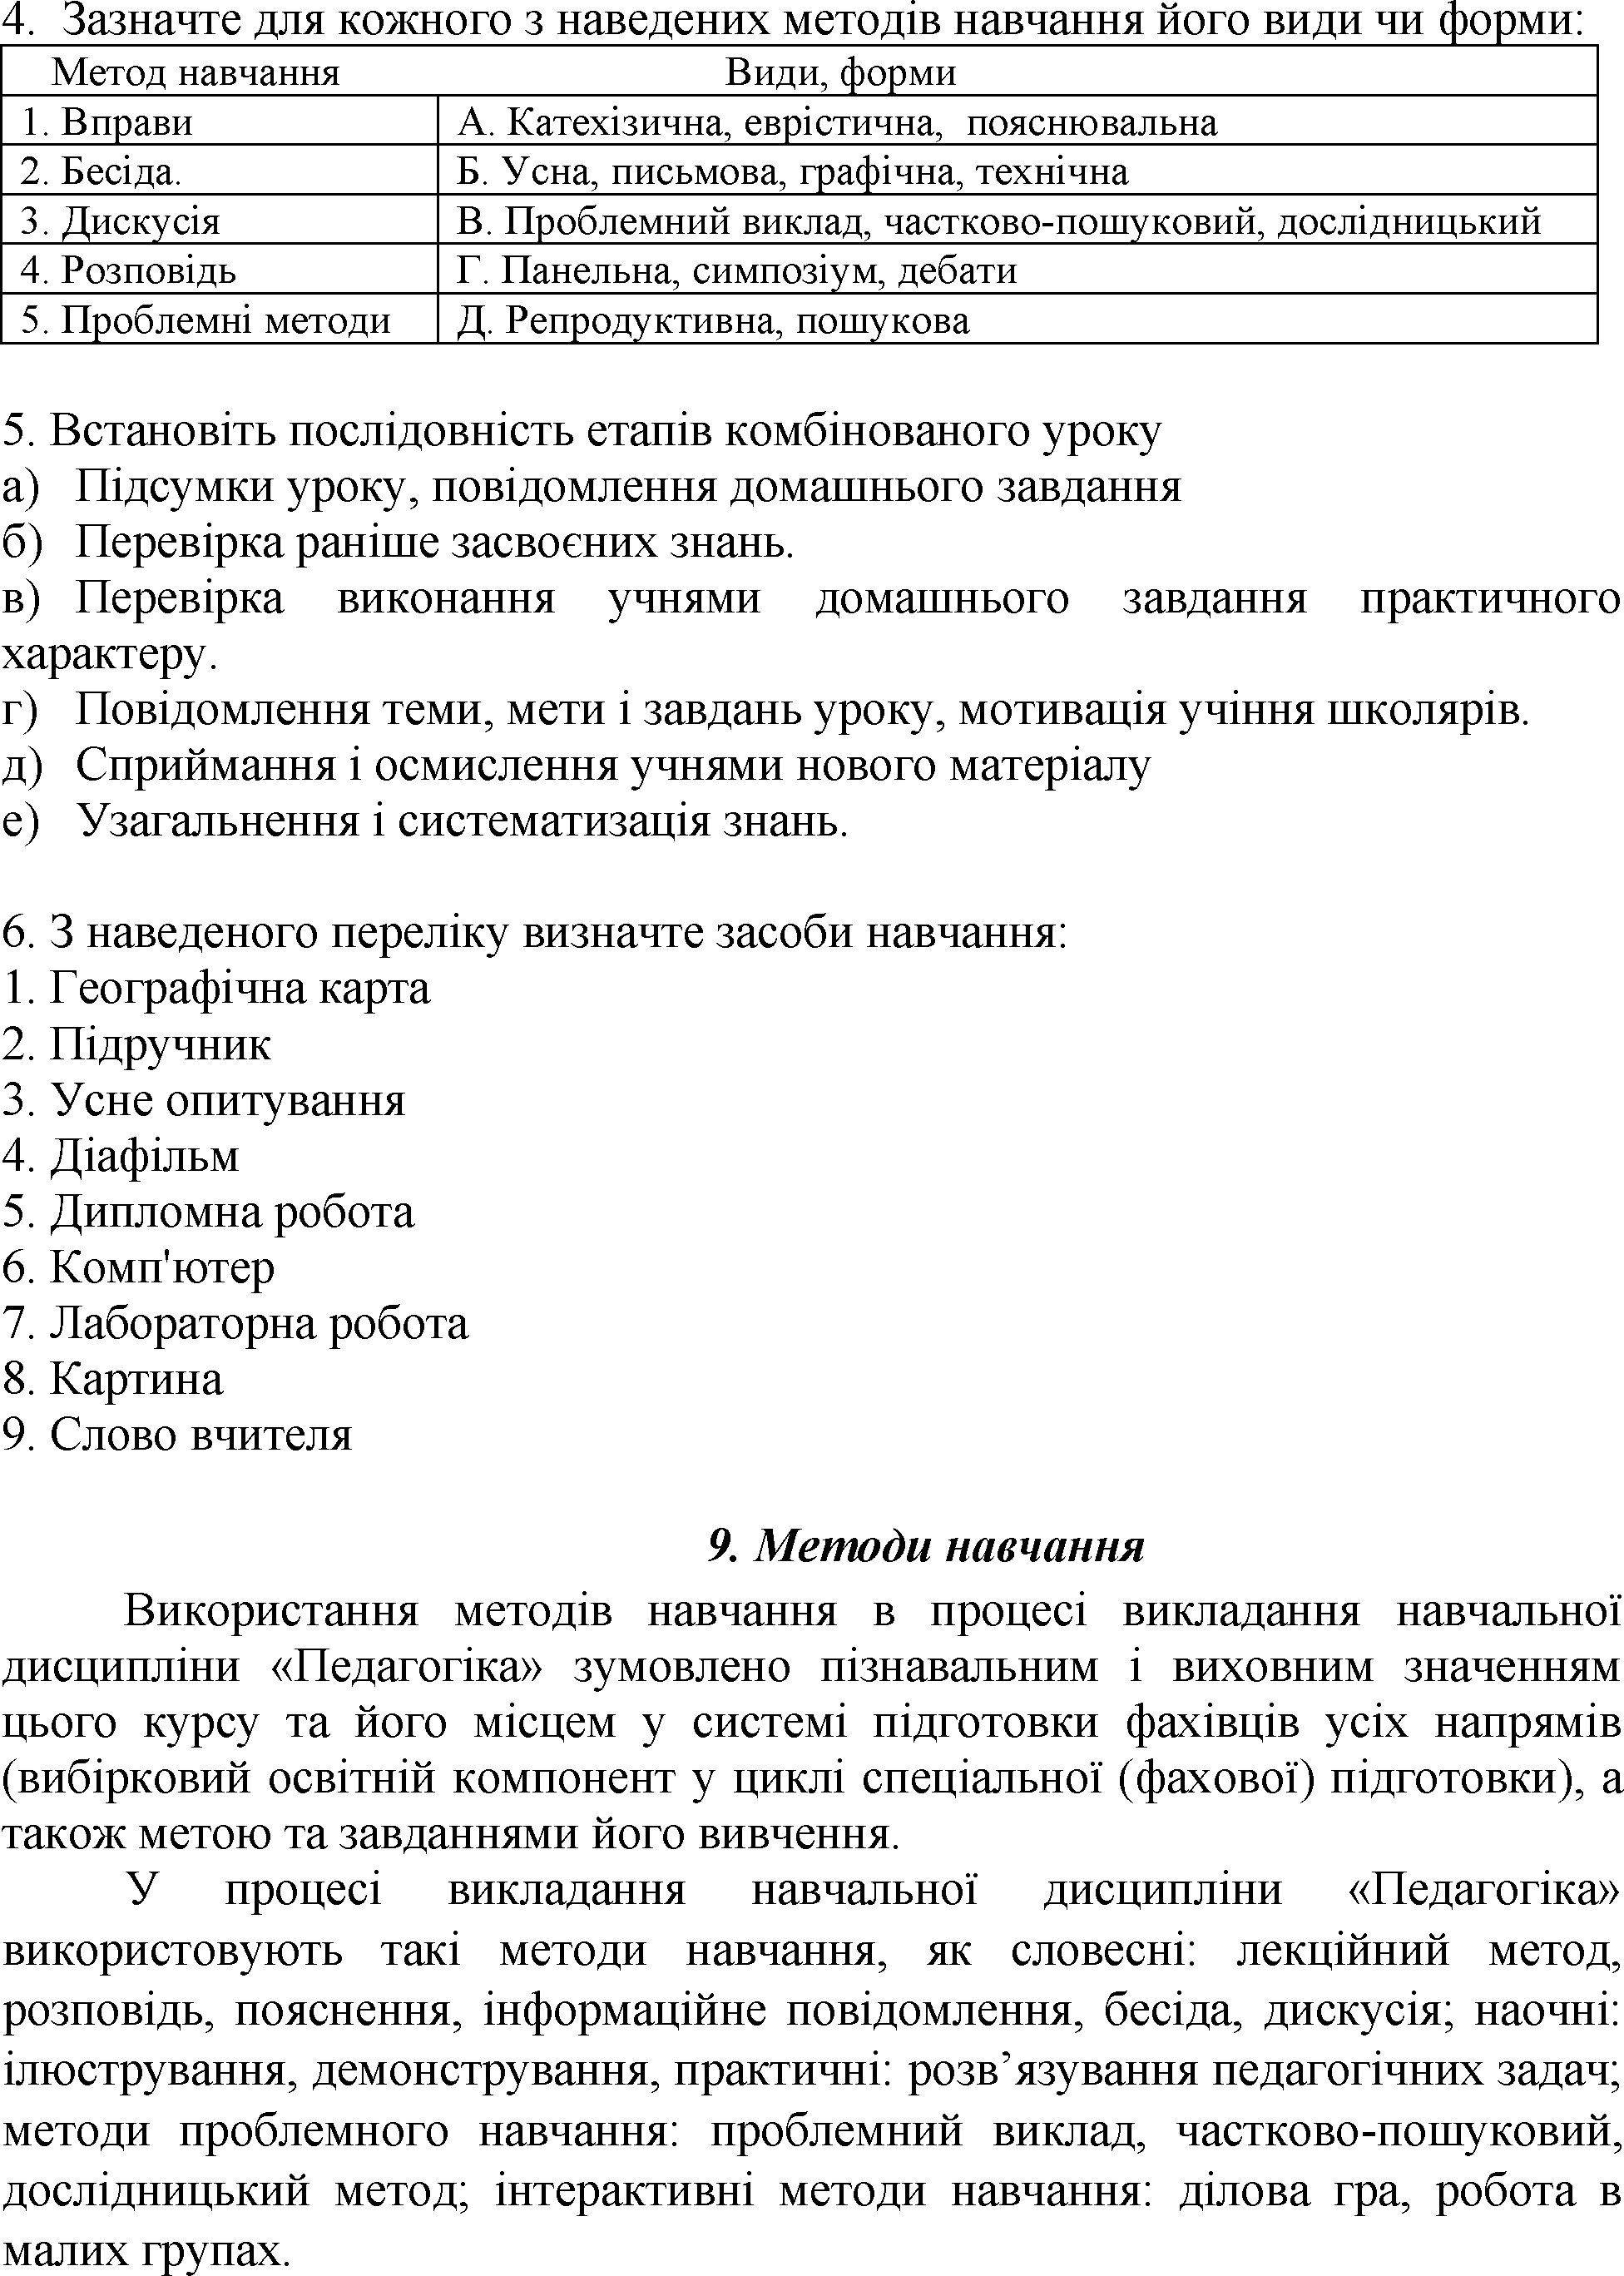 4. Зазначте для кожного з наведених методів навчання його види чи форми:
Метод навчання Види, форми
1. Вправи А. Катехізична, еврістична, пояснювальна
2. Бесіда. Б. Усна, письмова, графічна, технічна
3. Дискусія В. Проблемний виклад, частково-пошуковий, дослідницький
4. Розповідь Г. Панельна, симпозіум, дебати
5. Проблемні методи Д. Репродуктивна, пошукова
5. Встановіть послідовність етапів комбінованого уроку
а) Підсумки уроку, повідомлення домашнього завдання
б) Перевірка раніше засвоєних знань.
в) Перевірка виконання учнями домашнього завдання практичного
характеру.
г) Повідомлення теми, мети і завдань уроку, мотивація учіння школярів.
д) Сприймання і осмислення учнями нового матеріалу
е) Узагальнення і систематизація знань.
6. З наведеного переліку визначте засоби навчання:
1. Географічна карта
2. Підручник
3. Усне опитування
4. Діафільм
5. Дипломна робота
6. Комп'ютер
7. Лабораторна робота
8. Картина
9. Слово вчителя
9. Методи навчання
Використання методів навчання в процесі викладання навчальної
дисципліни «Педагогіка» зумовлено пізнавальним і виховним значенням
цього курсу та його місцем у системі підготовки фахівців усіх напрямів
(вибірковий освітній компонент у циклі спеціальної (фахової) підготовки), а
також метою та завданнями його вивчення.
У процесі викладання навчальної дисципліни «Педагогіка»
використовують такі методи навчання, як словесні: лекційний метод,
розповідь, пояснення, інформаційне повідомлення, бесіда, дискусія; наочні:
ілюстрування, демонстрування, практичні: розв’язування педагогічних задач;
методи проблемного навчання: проблемний виклад, частково-пошуковий,
дослідницький метод; інтерактивні методи навчання: ділова гра, робота в
малих групах.